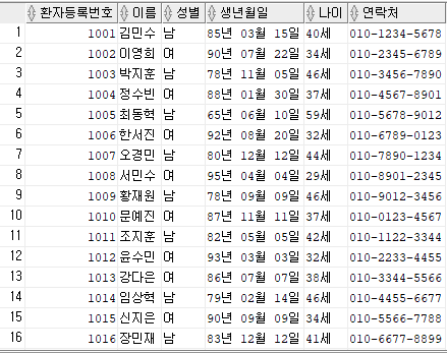 환자등록번호 이름 성별 생년월일 나이 연락처
1 1001 김민수 남 85년 03월 15일 40세 010-1234-5678
2 1002 이영희 여 90년 07월 22일 34세 010-2345-6789
3 1003 박지훈 남 78년 11월 05일 46세 010-3456-7890
4 1004 정수빈 여 88년 01월 30일 37세 010-4567-8901
5 1005 최동혁 남 65년 06월 10일 59세 010-5678-9012
6 1006 한서진 여 92년 08월 20일 32세 010-6789-0123
7 1007 오경민 남 80년 12월 12일 44세 010-7890-1234
8 1008 서민수 여 95년 04월 04일 29세 010-8901-2345
9 1009 황재원 남 78년 09월 09일 46세 010-9012-3456
10 1010 문예진 여 87년 11월 11일 37세 010-0123-4567
11 1011 조지훈 남 82년 05월 05일 42세 010-1122-3344
12 1012 윤수민 여 93년 03월 03일 32세 010-2233-4455
13 1013 강다은 여 86년 07월 07일 38세 010-3344-5566
14 1014 임상혁 남 79년 02월 14일 46세 010-4455-6677
15 1015 신지은 여 90년 09월 09일 34세 010-5566-7788
16 1016 장민재 남 83년 12월 12일 41세 010-6677-8899